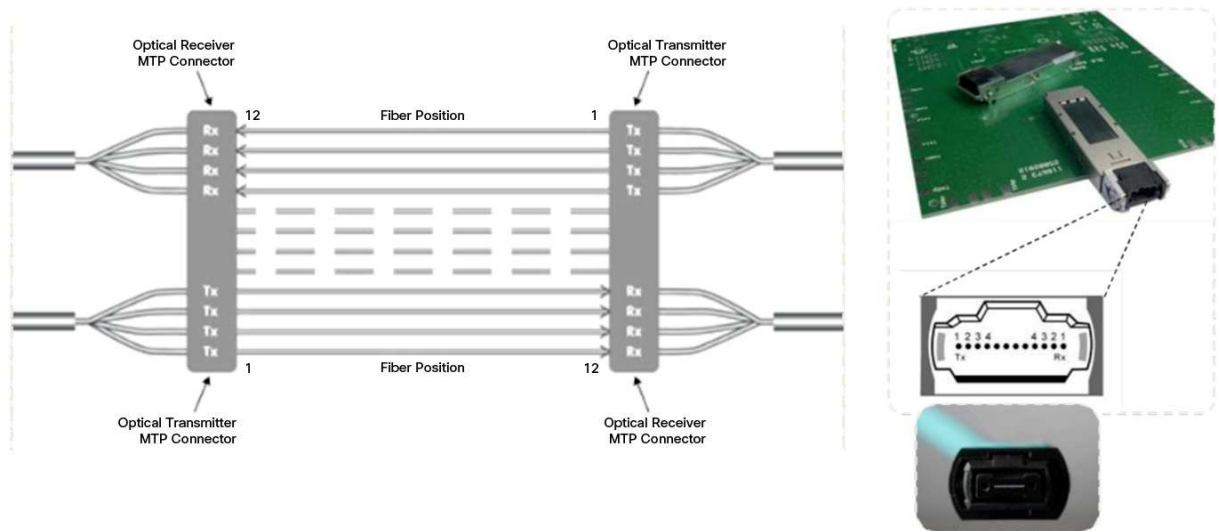 Optical Receiver
MTP Connector
Optical Transmitter
MTP Connector
12
Fiber Position
1
Rx
Tx
Rx
Tx
Rx
Tx
Rx
Tx
Tx
Rx
Tx
Rx
Tx
Rx
Tx
Rx
1
Fiber Position
12
Optical Transmitter
MTP Connector
Optical Receiver
MTP Connector
1 2 3 4
4 3 2 1
Tx
Rx